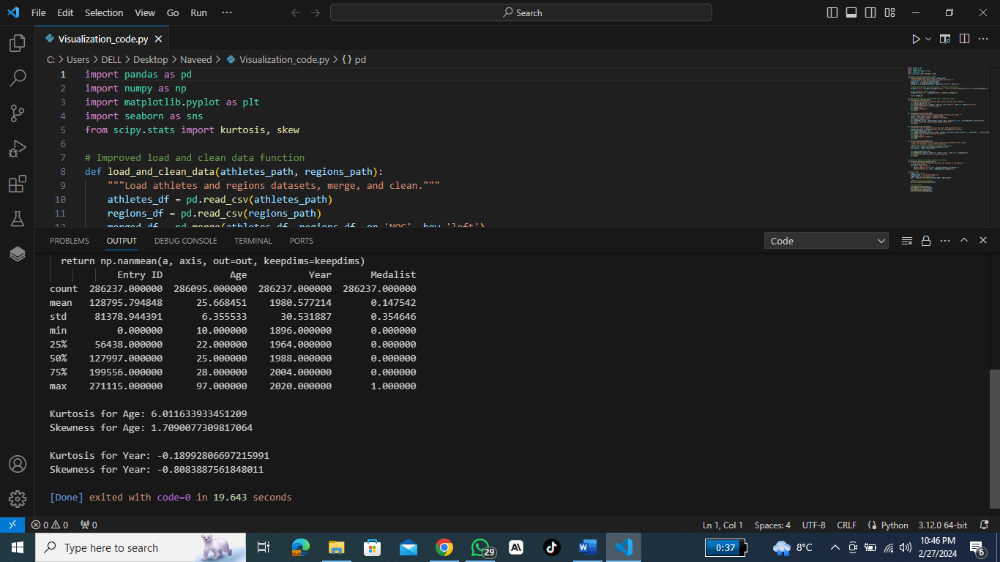 File Edit Selection View Go Run ··· Search
Visualization_code.py
C: > Users > DELL > Desktop > Naveed > Visualization_code.py > {} pd
1 import pandas as pd
2 import numpy as np
3 import matplotlib.pyplot as plt
4 import seaborn as sns
5 from scipy.stats import kurtosis, skew
6
7 # Improved load and clean data function
8 def load_and_clean_data(athletes_path, regions_path):
9 """Load athletes and regions datasets, merge, and clean."""
10 athletes_df = pd.read_csv(athletes_path)
11 regions_df = pd.read_csv(regions_path)
12 merged_df = pd.merge(athletes_df, regions_df, on='NOC', how='left')
PROBLEMS OUTPUT DEBUG CONSOLE TERMINAL PORTS Code
return np.nanmean(a, axis, out=out, keepdims=keepdims)
Entry ID Age Year Medalist
count 286237.000000 286095.000000 286237.000000 286237.000000
mean 128795.794848 25.668451 1980.577214 0.147542
std 81378.944391 6.355533 30.531887 0.354646
min 0.000000 10.000000 1896.000000 0.000000
25% 56438.000000 22.000000 1964.000000 0.000000
50% 127997.000000 25.000000 1988.000000 0.000000
75% 199556.000000 28.000000 2004.000000 0.000000
max 271115.000000 97.000000 2020.000000 1.000000
Kurtosis for Age: 6.011633933451209
Skewness for Age: 1.7090077309817064
Kurtosis for Year: -0.18992806697215991
Skewness for Year: -0.8083887561848011
[Done] exited with code=0 in 19.643 seconds
0 0 0 Ln 1, Col 1 Spaces: 4 UTF-8 CRLF {} Python 3.12.0 64-bit
Type here to search 29 0:37 8°C 10:46 PM
2/27/2024 6